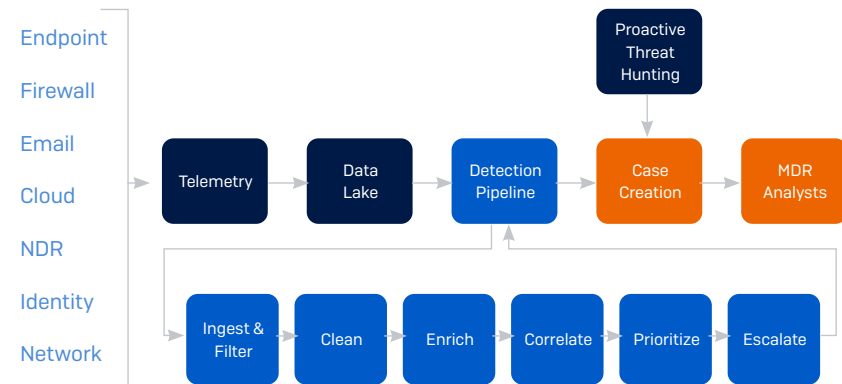 Endpoint
Firewall
Email
Cloud
NDR
Identity
Network
Proactive
Threat
Hunting
Telemetry
Data
Lake
Detection
Pipeline
Case
Creation
MDR
Analysts
Ingest &
Filter
Clean
Enrich
Correlate
Prioritize
Escalate